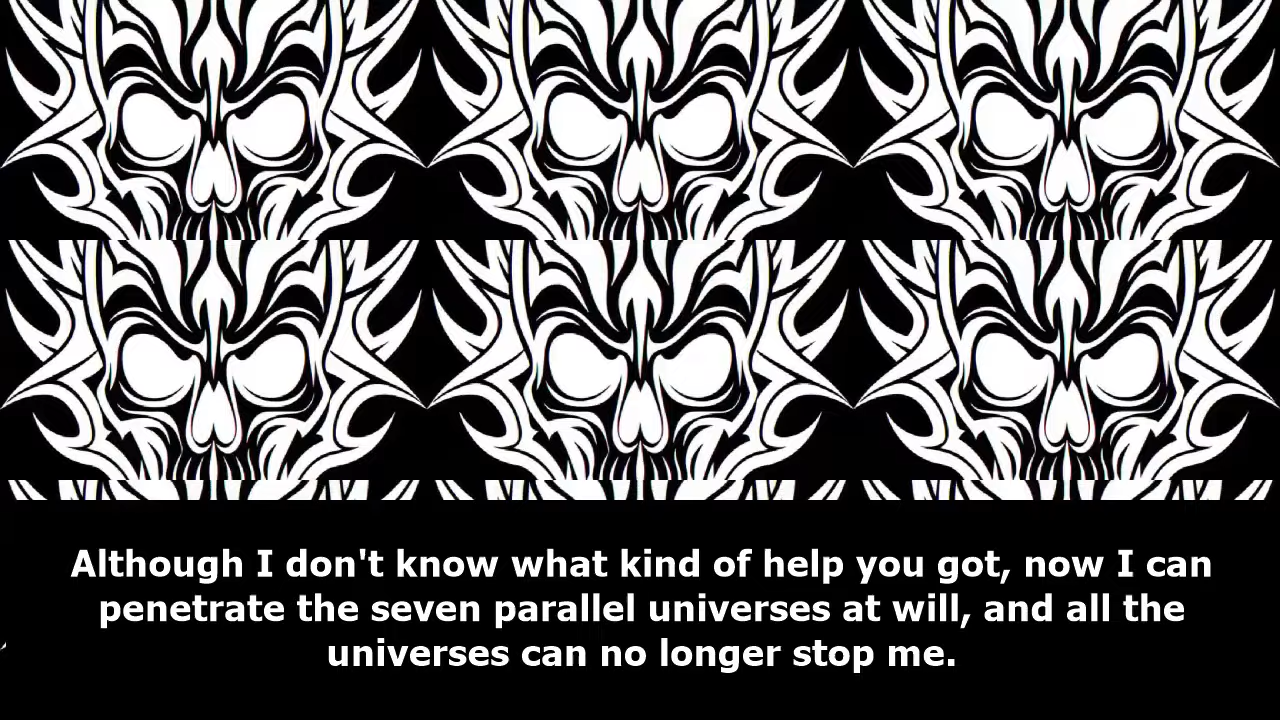 Although I don't know what kind of help you got, now I can
penetrate the seven parallel universes at will, and all the
universes can no longer stop me.